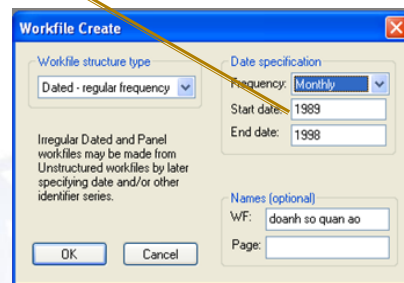 Workfile Create
Workfile structure type
Dated - regular frequency
Irregular Dated and Panel
workfiles may be made from
Unstructured workfiles by later
specifying date and/or other
identifier series.
Date specification
Frequency: Monthly
Start date: 1989
End date: 1998
Names (optional)
WF: doanh so quan ao
Page:
OK
Cancel